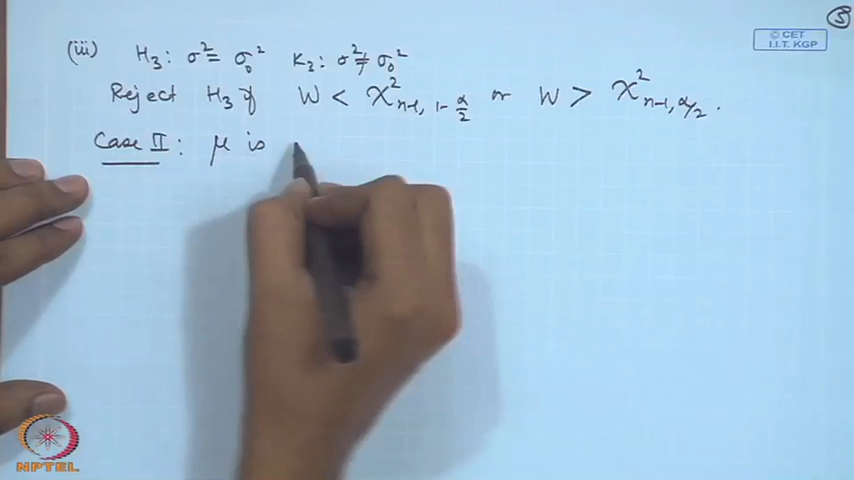 5
© CET
I.I.T. KGP
(iii) H₃: σ² = σ₀² K₃: σ² ≠ σ₀²
Reject H₃ if W < χ²ₙ₋₁, ₁₋α/₂ or W > χ²ₙ₋₁, α/₂.
Case II: μ is
NPTEL